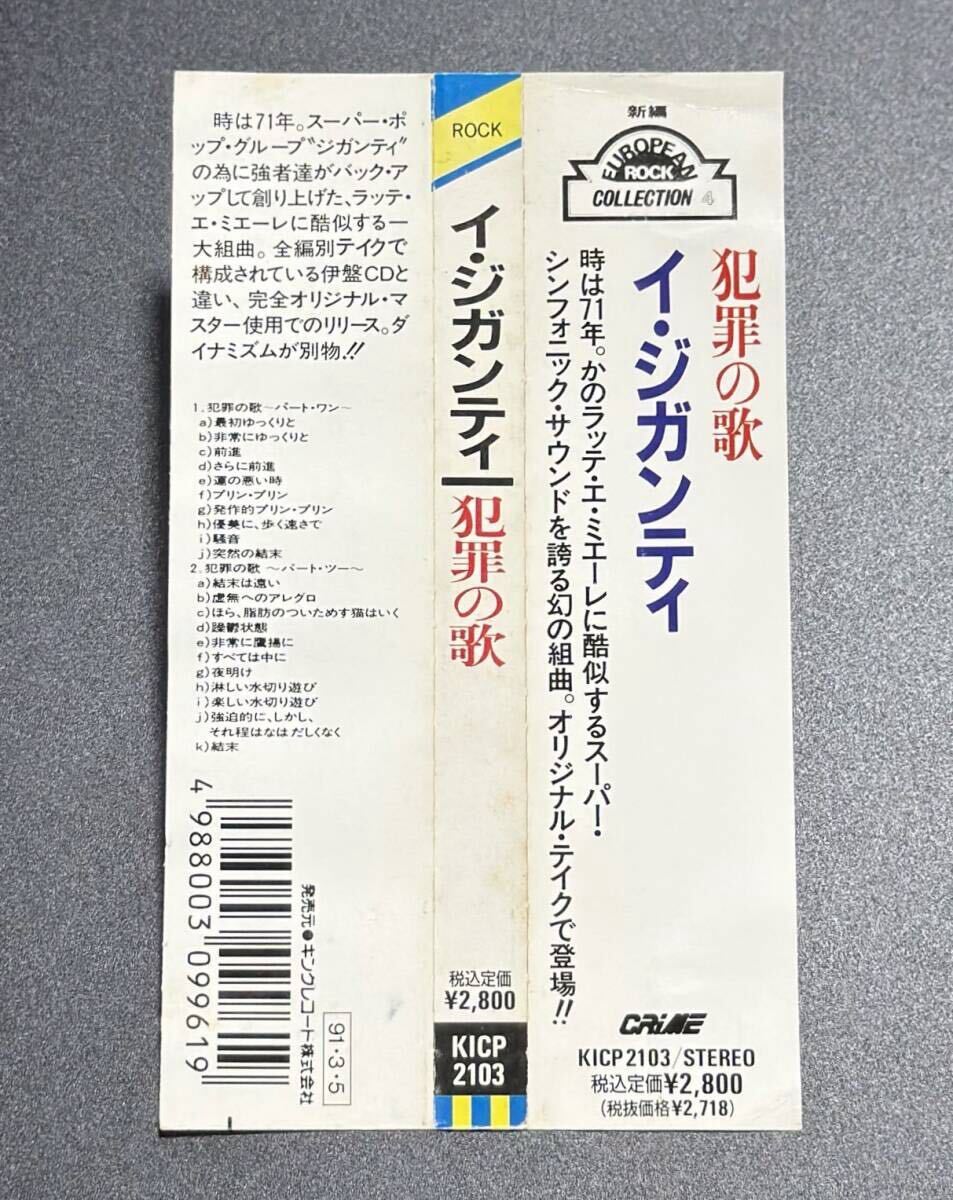 時は71年。スーパー・ポ
ップ・グループ“ジガンティ”
の為に強者達がバック・ア
ップして創り上げた、ラッテ・
エ・ミエーレに酷似する一
大組曲。全編別テイクで
構成されている伊盤CDと
違い、完全オリジナル・マ
スター使用でのリリース。ダ
イナミズムが別物!!
1.犯罪の歌〜パート・ワン〜
a)最初ゆっくりと
b)非常にゆっくりと
c)前進
d)さらに前進
e)運の悪い時
f)ブリン・ブリン
g)発作的ブリン・ブリン
h)優美に、歩く速さで
i)騒音
j)突然の結末
2.犯罪の歌 〜パート・ツー〜
a)結末は遠い
b)虚無へのアレグロ
c)ほら、脂肪のついためす猫はいく
d)躁鬱状態
e)非常に鷹揚に
f)すべては中に
g)夜明け
h)淋しい水切り遊び
i)楽しい水切り遊び
j)強迫的に、しかし、
それ程はなはだしくなく
k)結末
4 988003 099619
発売元●キングレコード株式会社
91・3・5
ROCK
イ・ジガンティ
犯罪の歌
税込定価
¥2,800
KICP
2103
新編
EUROPEAN
ROCK
COLLECTION 4
犯罪の歌
イ・ジガンティ
時は71年。かのラッテ・エ・ミエーレに酷似するスーパー・
シンフォニック・サウンドを誇る幻の組曲。オリジナル・テイクで登場!!
CRIME
KICP2103/STEREO
税込定価¥2,800
(税抜価格¥2,718)